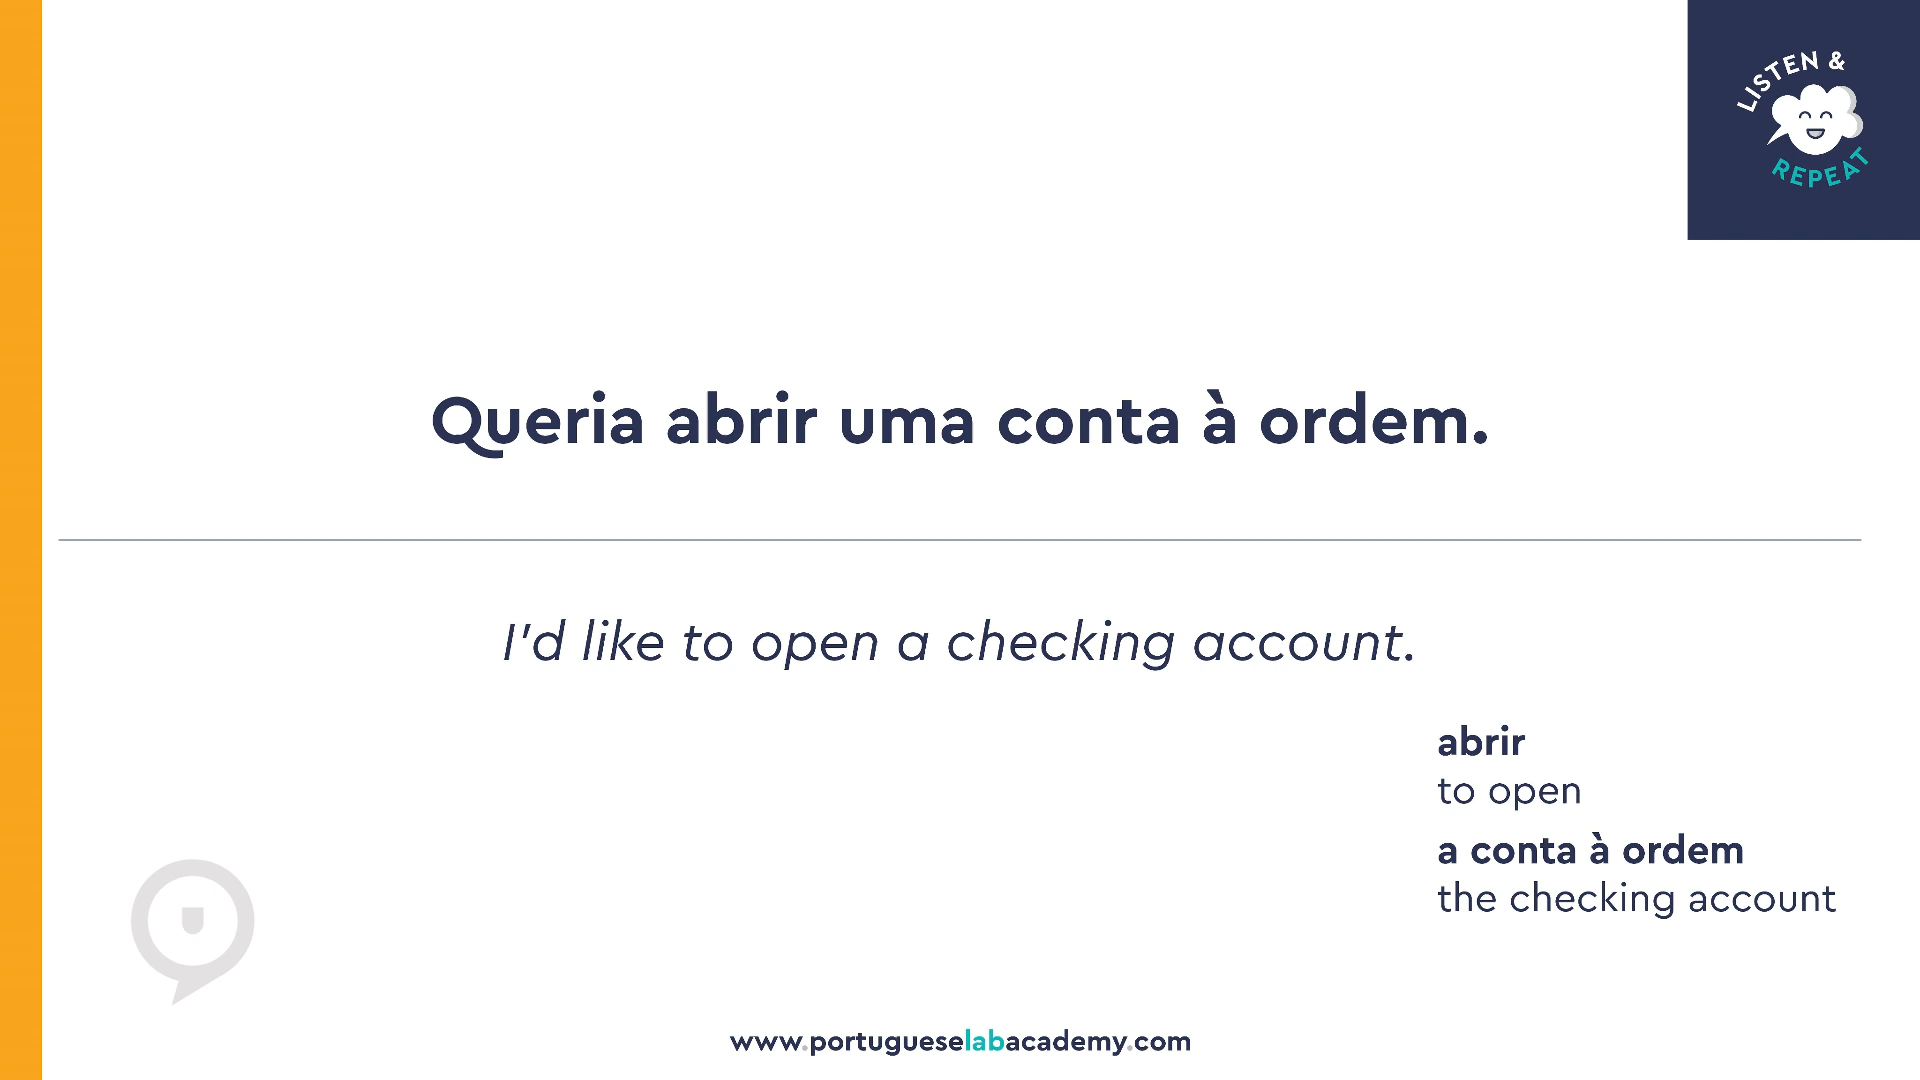 LISTEN &
REPEAT
Queria abrir uma conta à ordem.
I'd like to open a checking account.
abrir
to open
a conta à ordem
the checking account
www.portugueselabacademy.com